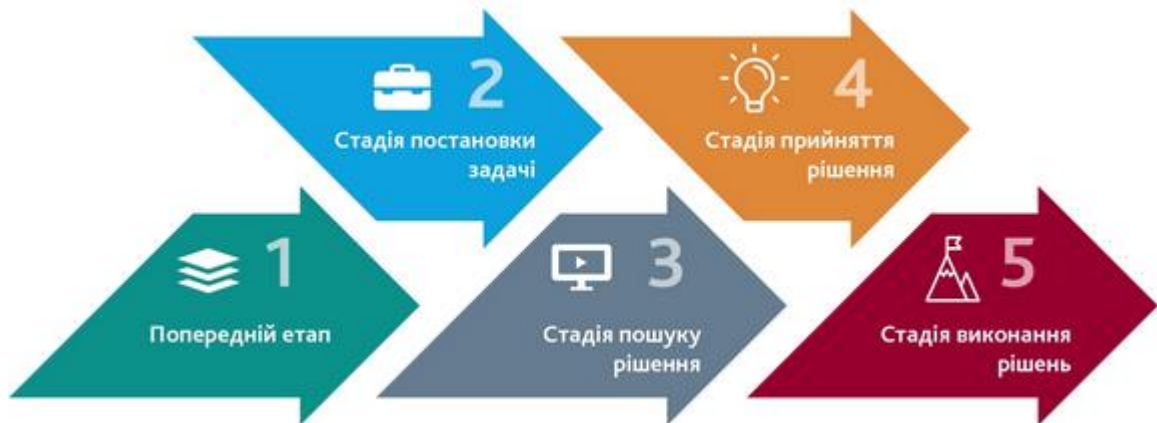 1
Попередній етап
2
Стадія постановки
задачі
3
Стадія пошуку
рішення
4
Стадія прийняття
рішення
5
Стадія виконання
рішень